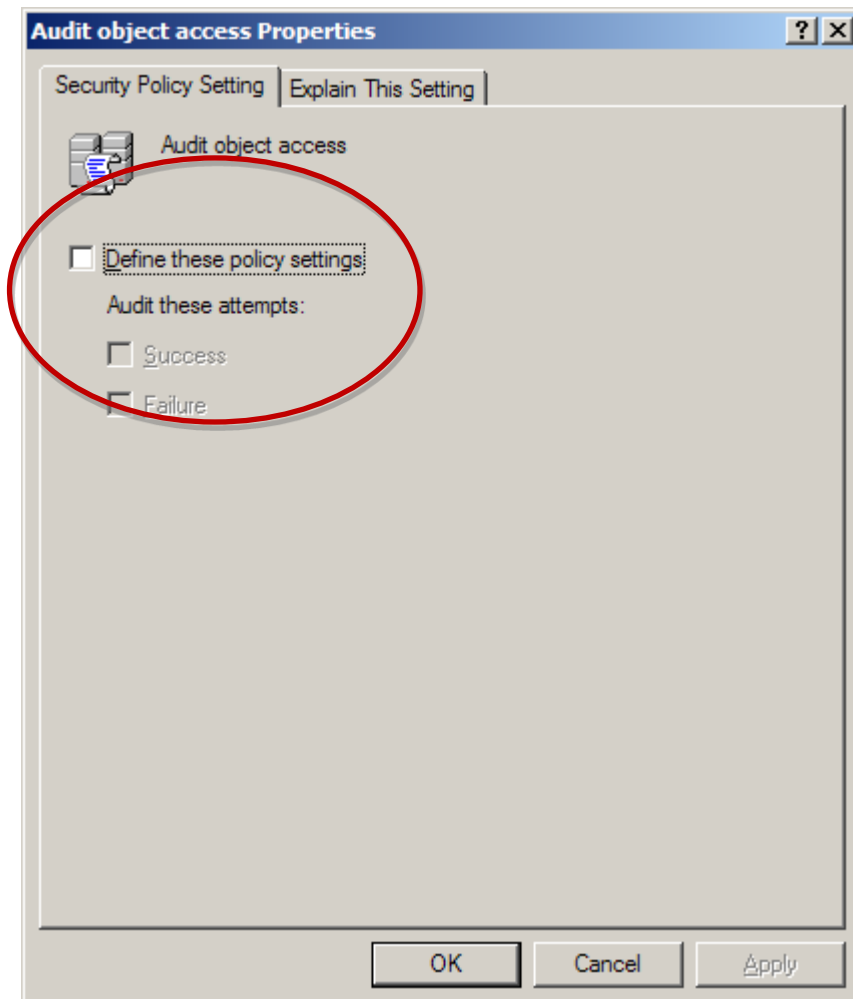 Audit object access Properties
Security Policy Setting Explain This Setting
Audit object access
Define these policy settings
Audit these attempts:
Success
Failure
OK Cancel Apply